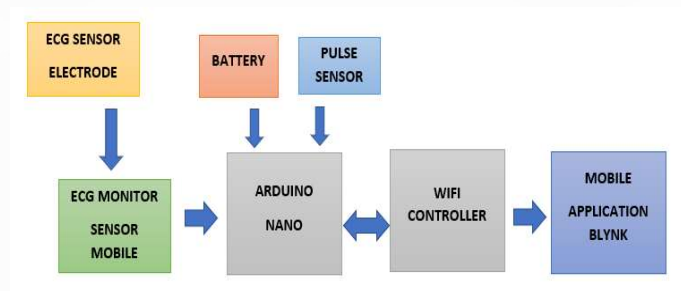 ECG SENSOR
ELECTRODE
BATTERY
PULSE
SENSOR
ECG MONITOR
SENSOR
MOBILE
ARDUINO
NANO
WIFI
CONTROLLER
MOBILE
APPLICATION
BLYNK